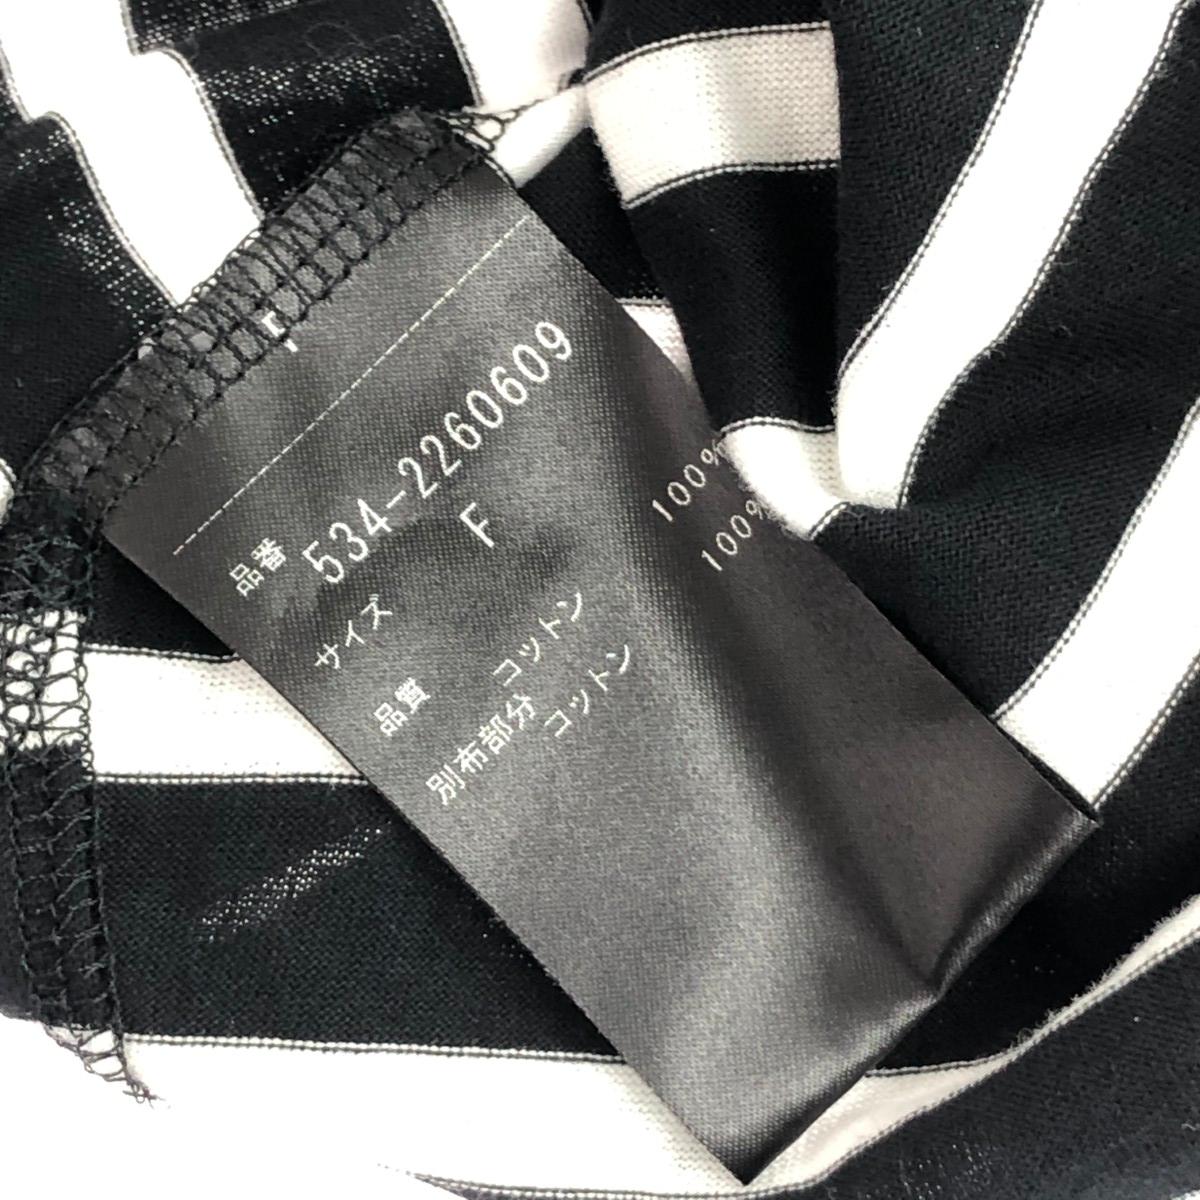 品番 534-2260609
サイズ F
品質 コットン 100%
別布部分
コットン 100%